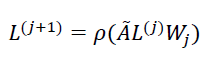 L^{(j+1)} = ρ(ÃL^{(j)}W_j)